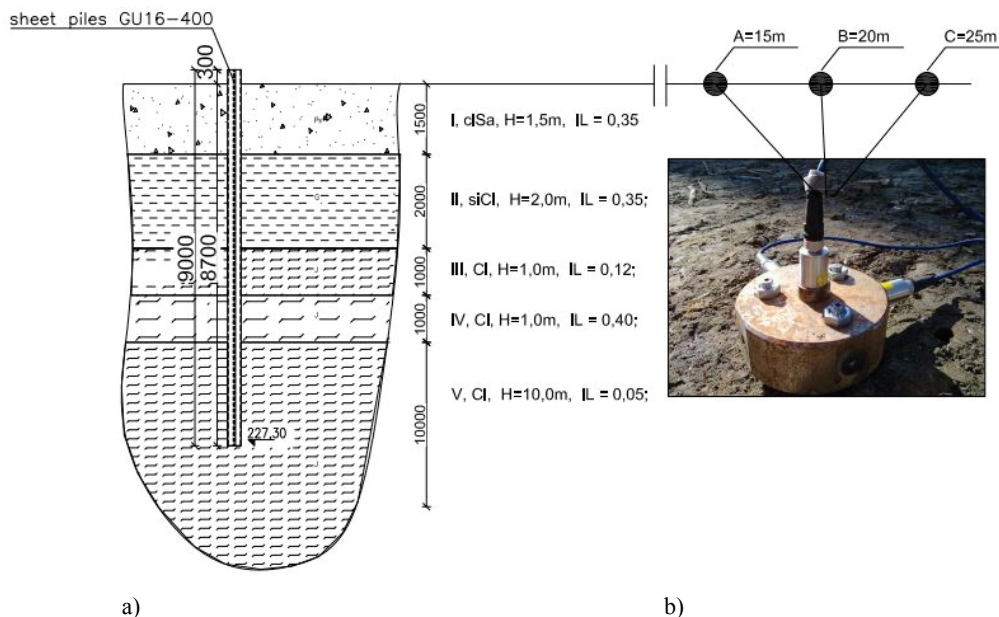 sheet piles GU16-400
A=15m
B=20m
C=25m
300
1500
I, clSa, H=1,5m, IL = 0,35
2000
II, siCl, H=2,0m, IL = 0,35;
G
9000
8700
1000
III, Cl, H=1,0m, IL = 0,12;
J
1000
IV, Cl, H=1,0m, IL = 0,40;
J
10000
V, Cl, H=10,0m, IL = 0,05;
227,30
J
a)
b)